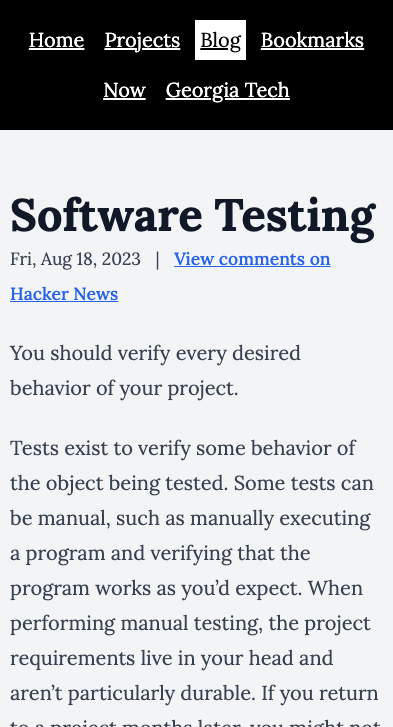 Home Projects Blog Bookmarks
Now Georgia Tech
Software Testing
Fri, Aug 18, 2023 | View comments on
Hacker News
You should verify every desired
behavior of your project.
Tests exist to verify some behavior of
the object being tested. Some tests can
be manual, such as manually executing
a program and verifying that the
program works as you’d expect. When
performing manual testing, the project
requirements live in your head and
aren’t particularly durable. If you return
to a project months later, you might not